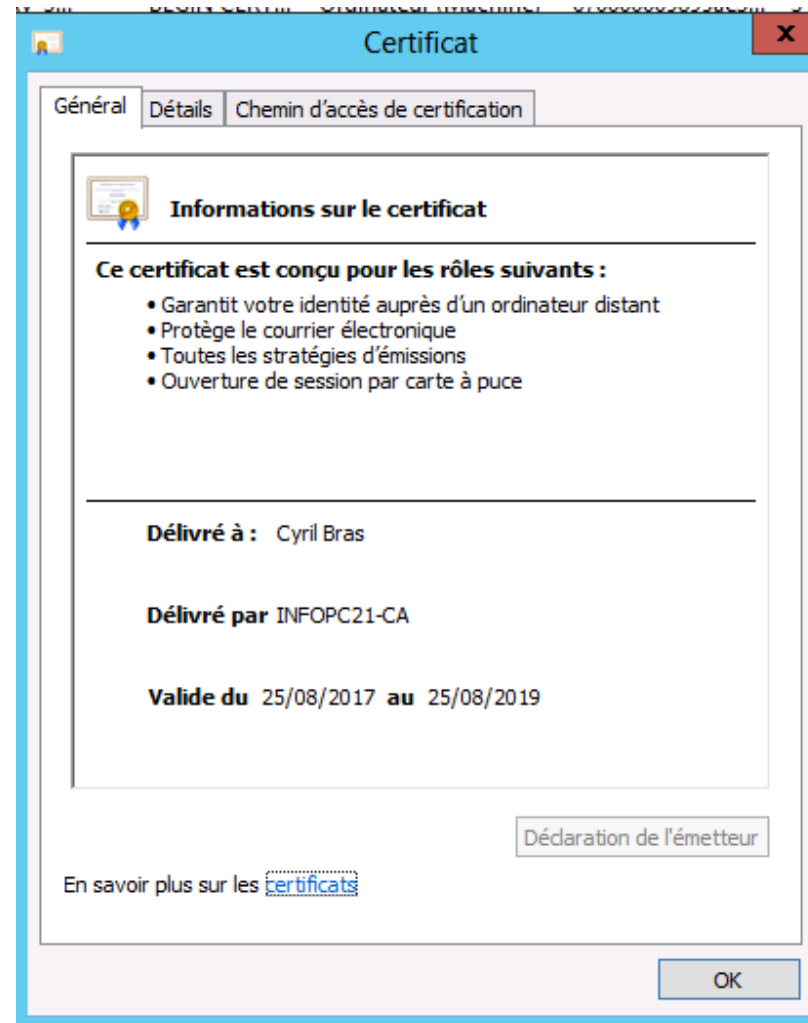 Certificat
x
Général Détails Chemin d'accès de certification
Informations sur le certificat
Ce certificat est conçu pour les rôles suivants :
• Garantit votre identité auprès d'un ordinateur distant
• Protège le courrier électronique
• Toutes les stratégies d'émissions
• Ouverture de session par carte à puce
Délivré à : Cyril Bras
Délivré par INFOPC21-CA
Valide du 25/08/2017 au 25/08/2019
Déclaration de l'émetteur
En savoir plus sur les certificats
OK